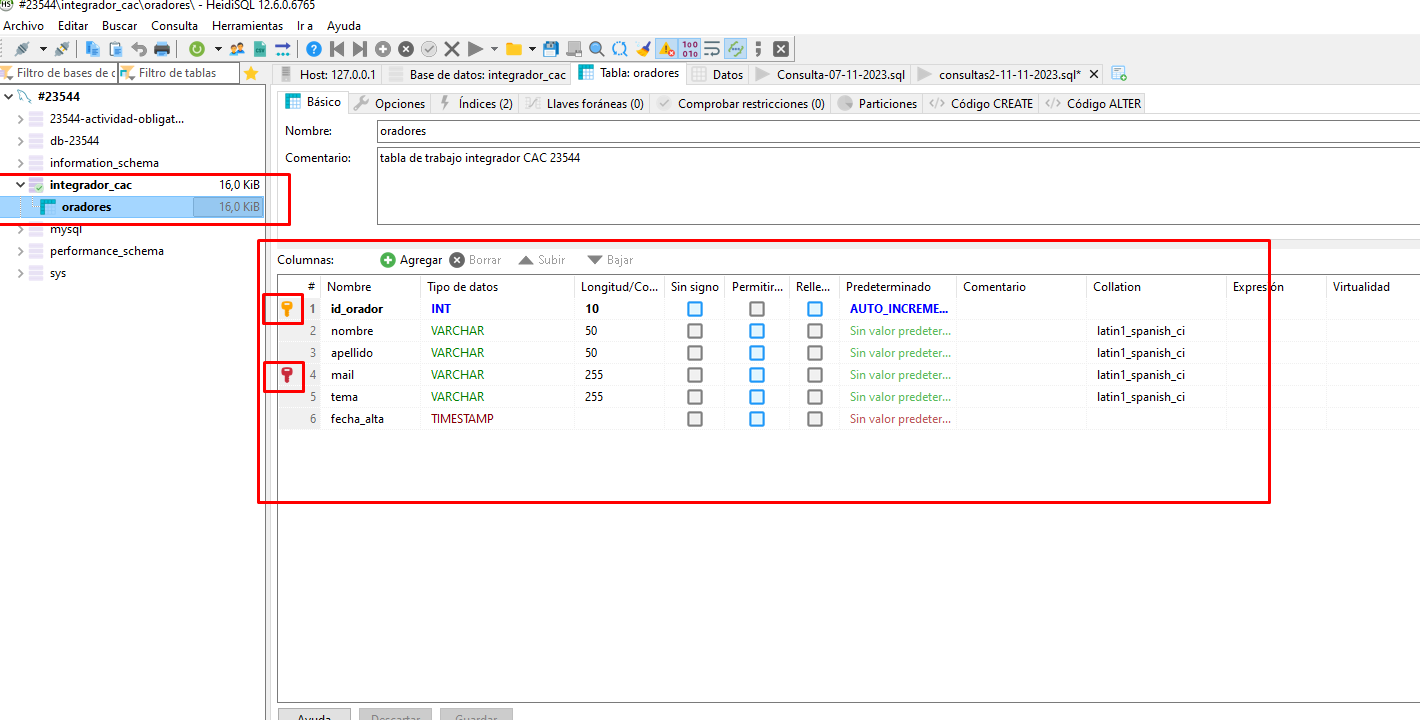 #23544\integrador_cac\oradores\ - HeidiSQL 12.6.0.6765
Archivo Editar Buscar Consulta Herramientas Ir a Ayuda
Filtro de bases de Filtro de tablas
Host: 127.0.0.1 Base de datos: integrador_cac Tabla: oradores Datos Consulta-07-11-2023.sql consultas2-11-11-2023.sql*
#23544
23544-actividad-obligat...
db-23544
information_schema
integrador_cac 16,0 KiB
oradores 16,0 KiB
mysql
performance_schema
sys
Básico Opciones Índices (2) Llaves foráneas (0) Comprobar restricciones (0) Particiones Código CREATE Código ALTER
Nombre: oradores
Comentario: tabla de trabajo integrador CAC 23544
Columnas: Agregar Borrar Subir Bajar
# Nombre Tipo de datos Longitud/Co... Sin signo Permitir... Relle... Predeterminado Comentario Collation Expresión Virtualidad
1 id_orador INT 10 AUTO_INCREME...
2 nombre VARCHAR 50 Sin valor predeter... latin1_spanish_ci
3 apellido VARCHAR 50 Sin valor predeter... latin1_spanish_ci
4 mail VARCHAR 255 Sin valor predeter... latin1_spanish_ci
5 tema VARCHAR 255 Sin valor predeter... latin1_spanish_ci
6 fecha_alta TIMESTAMP Sin valor predeter...
Ayuda Descartar Guardar